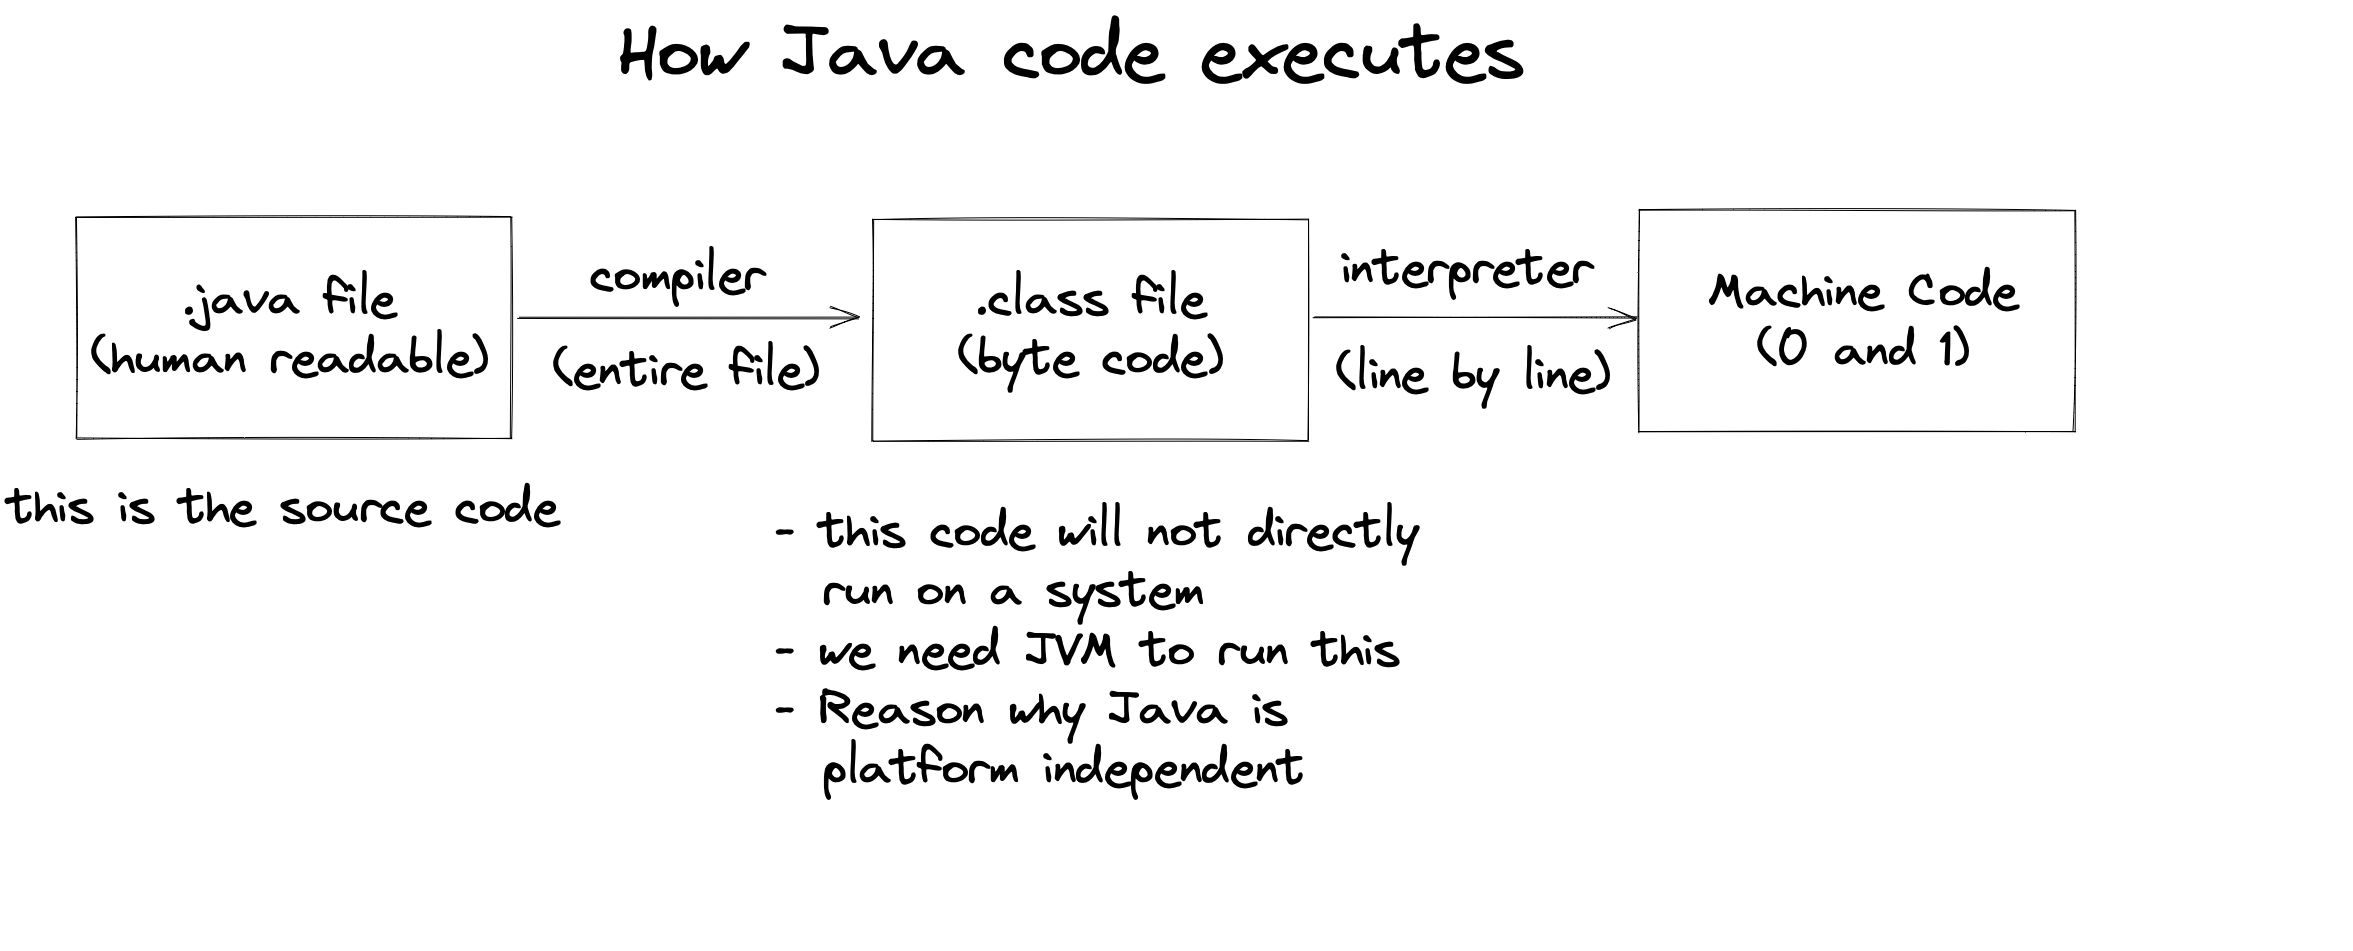 How Java code executes
.java file
(human readable)
compiler
(entire file)
.class file
(byte code)
interpreter
(line by line)
Machine Code
(0 and 1)
this is the source code
- this code will not directly
run on a system
- we need JVM to run this
- Reason why Java is
platform independent